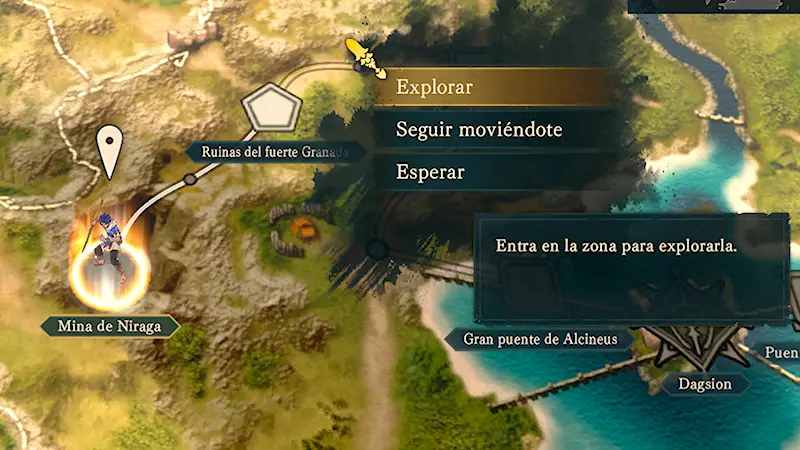 Explorar
Seguir moviéndote
Ruinas del fuerte Granada
Esperar
Entra en la zona para explorarla.
Mina de Niraga
Gran puente de Alcineus
Dagsion